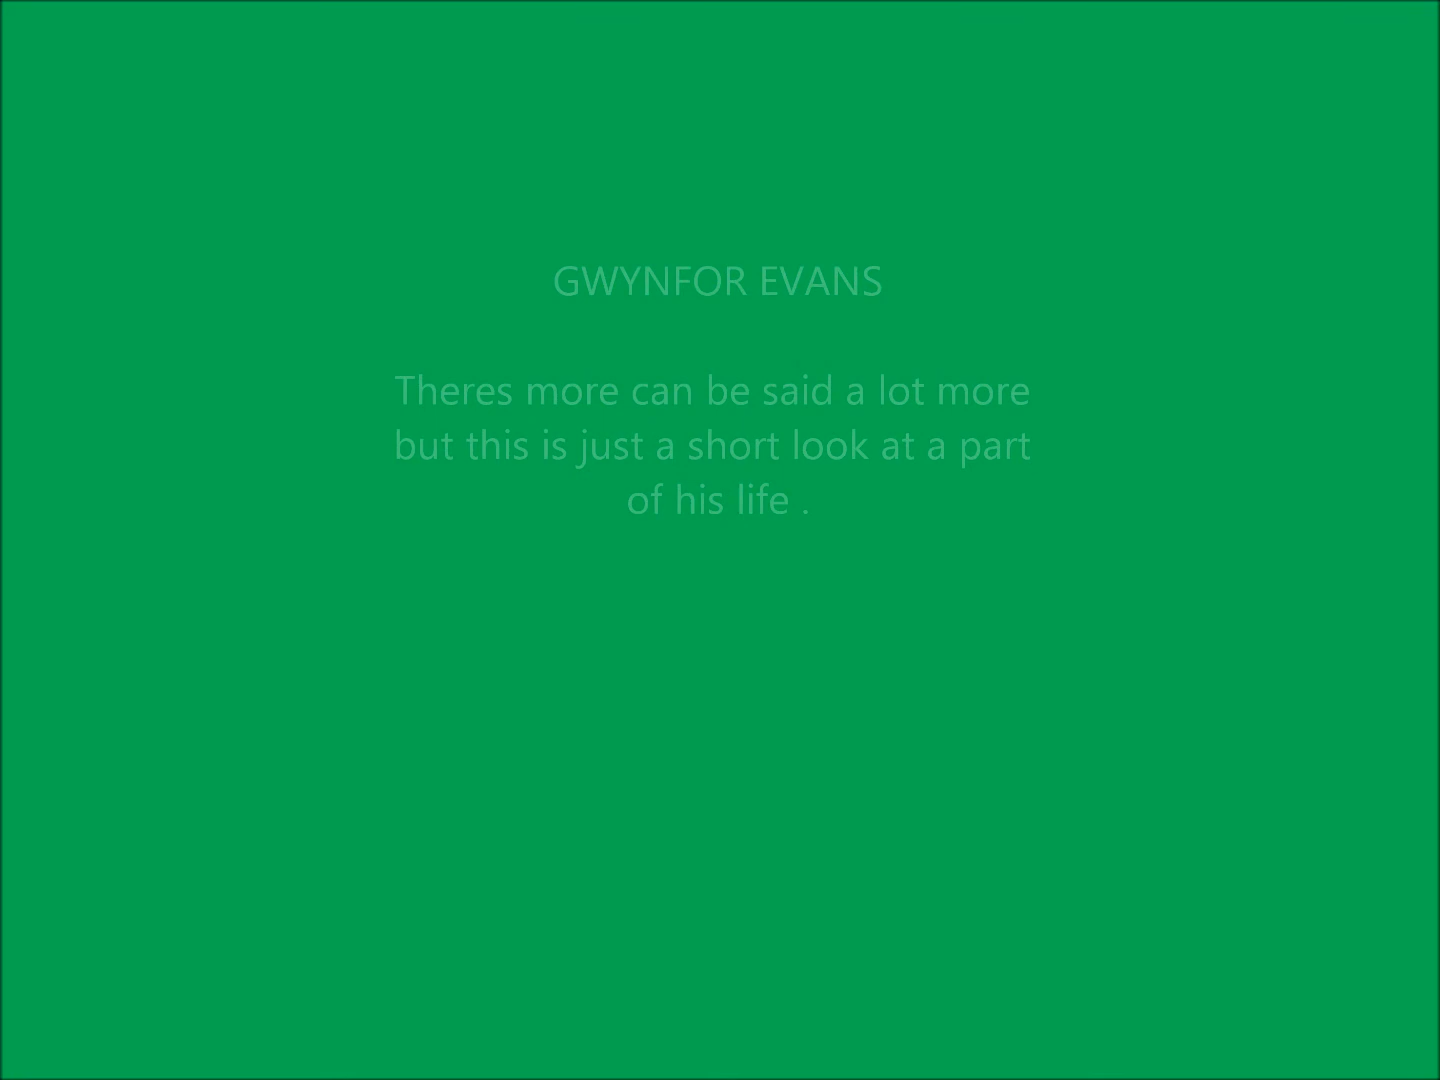 GWYNFOR EVANS
Theres more can be said a lot more
but this is just a short look at a part
of his life .